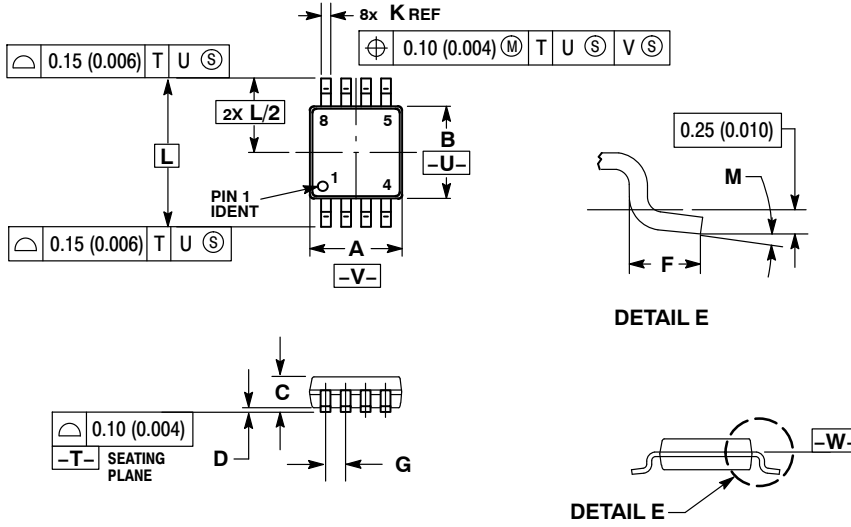 8x K REF
⌖ 0.10 (0.004) Ⓜ T U Ⓢ V Ⓢ
⌓ 0.15 (0.006) T U Ⓢ
2X L/2
L
8 5
B
–U–
1 4
PIN 1
IDENT
⌓ 0.15 (0.006) T U Ⓢ
A
–V–
0.25 (0.010)
M
F
DETAIL E
C
⌓ 0.10 (0.004)
–T– SEATING
PLANE
D
G
–W–
DETAIL E